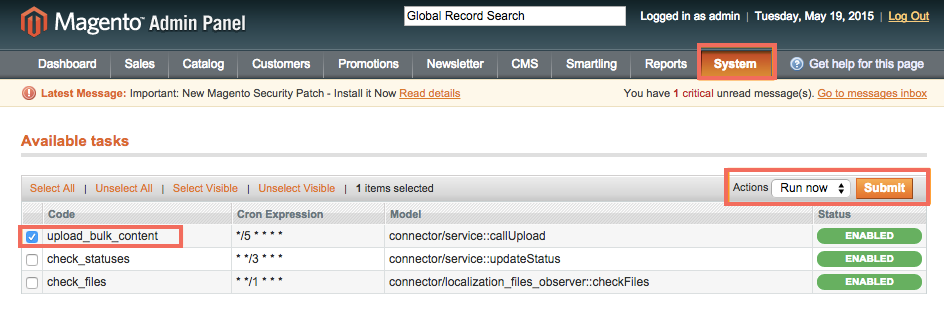 Magento Admin Panel
Global Record Search
Logged in as admin | Tuesday, May 19, 2015 | Log Out
Dashboard Sales Catalog Customers Promotions Newsletter CMS Smartling Reports System Get help for this page
Latest Message: Important: New Magento Security Patch - Install it Now Read details You have 1 critical unread message(s). Go to messages inbox
Available tasks
Select All | Unselect All | Select Visible | Unselect Visible | 1 items selected Actions Run now Submit
Code Cron Expression Model Status
upload_bulk_content */5 * * * * connector/service::callUpload ENABLED
check_statuses * */3 * * * connector/service::updateStatus ENABLED
check_files * */1 * * * connector/localization_files_observer::checkFiles ENABLED